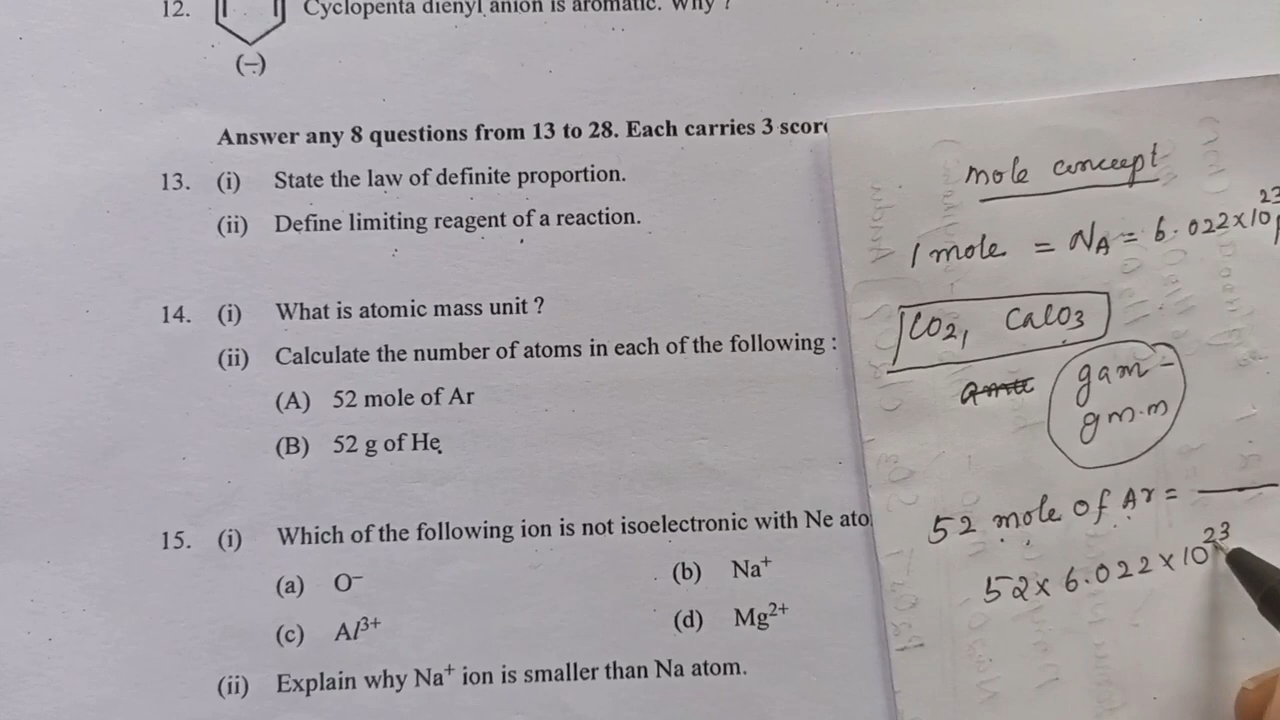 12. Cyclopenta dienyl anion is aromatic. Why ?
(–)
Answer any 8 questions from 13 to 28. Each carries 3 scor
13. (i) State the law of definite proportion.
(ii) Define limiting reagent of a reaction.
14. (i) What is atomic mass unit ?
(ii) Calculate the number of atoms in each of the following :
(A) 52 mole of Ar
(B) 52 g of He
15. (i) Which of the following ion is not isoelectronic with Ne ato
(a) O⁻ (b) Na⁺
(c) Al³⁺ (d) Mg²⁺
(ii) Explain why Na⁺ ion is smaller than Na atom.
mole concept
1 mole = NA = 6.022×10²³
CO2, CaCO3
gam =
gm.m
52 mole of Ar =
52× 6.022×10²³